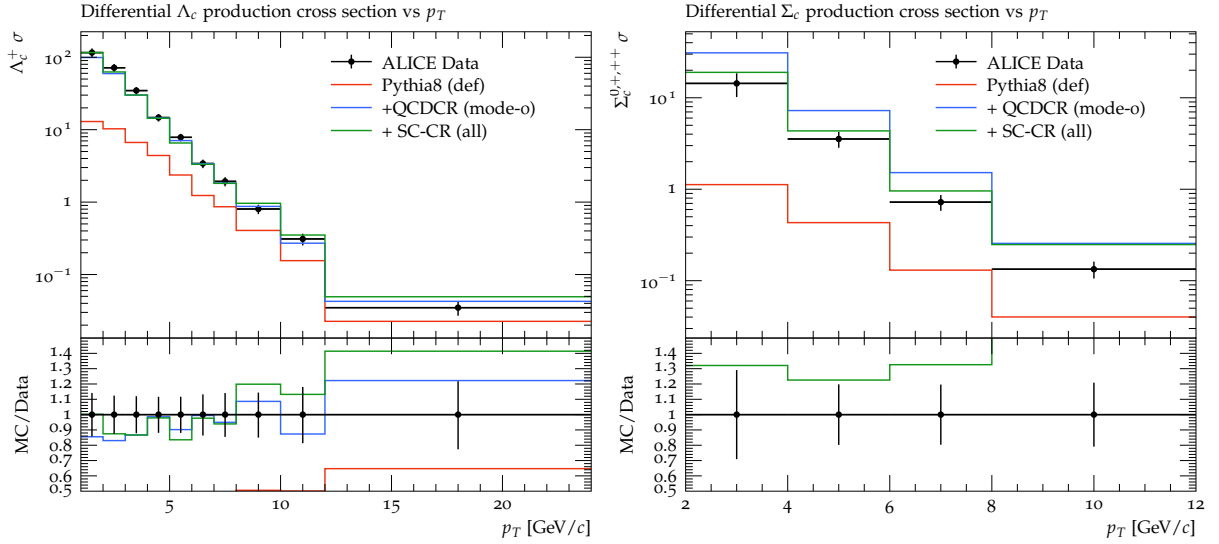 Differential Λc production cross section vs pT
Λc+ σ
ALICE Data
Pythia8 (def)
+QCDCR (mode-0)
+ SC-CR (all)
10²
10¹
1
10⁻¹
MC/Data
1.4
1.3
1.2
1.1
1
0.9
0.8
0.7
0.6
0.5
5 10 15 20
pT [GeV/c]
Differential Σc production cross section vs pT
Σc0,+,++ σ
ALICE Data
Pythia8 (def)
+QCDCR (mode-0)
+ SC-CR (all)
10¹
1
10⁻¹
MC/Data
1.4
1.3
1.2
1.1
1
0.9
0.8
0.7
0.6
0.5
2 4 6 8 10 12
pT [GeV/c]